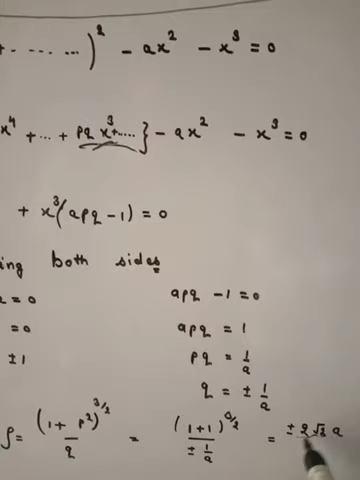 + - ---- ...)² - ax² - x³ = 0
x⁴ + ... + pq x³ + ....} - ax² - x³ = 0
+ x³(apq - 1) = 0
ing both sides
= 0 apq - 1 = 0
= 0 apq = 1
± 1 pq = 1/a
q = ± 1/a
ρ = (1 + p²)^3/2 / q = (1 + 1)^3/2 / ± 1/a = ± 2√2 a